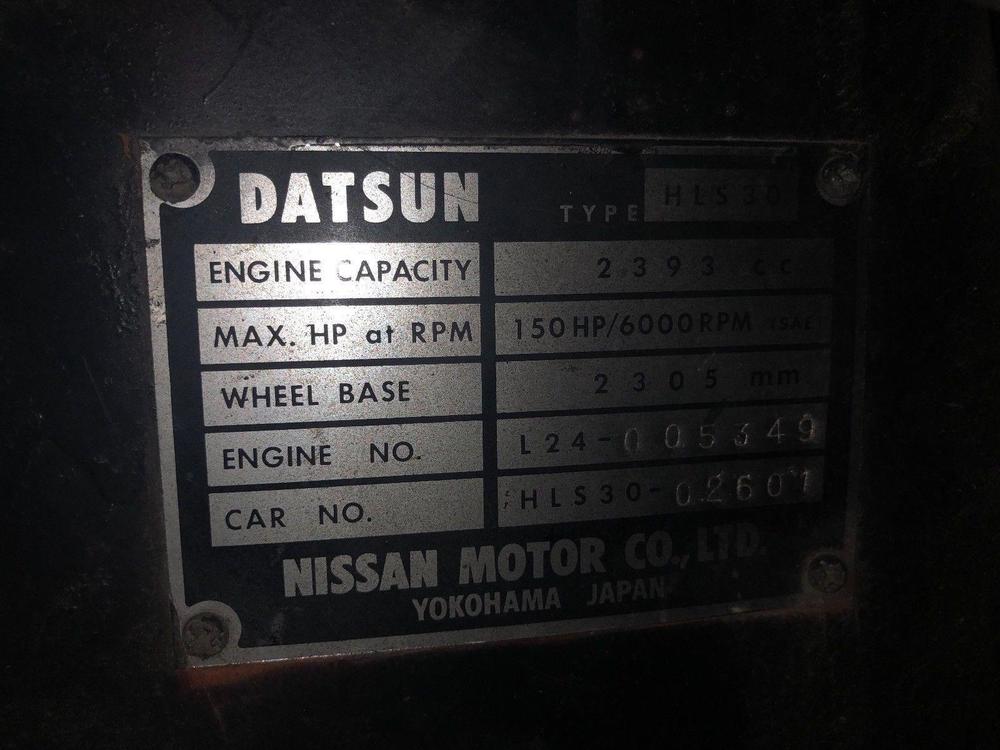 DATSUN TYPE HLS30
ENGINE CAPACITY 2393 cc
MAX. HP at RPM 150HP/6000RPM (SAE
WHEEL BASE 2305 mm
ENGINE NO. L24-005349
CAR NO. HLS30-02601
NISSAN MOTOR CO., LTD.
YOKOHAMA JAPAN